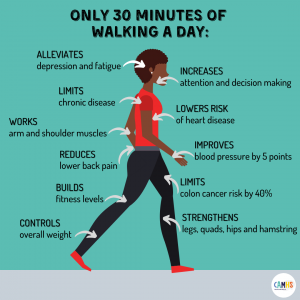 ONLY 30 MINUTES OF
WALKING A DAY:
ALLEVIATES
depression and fatigue
INCREASES
attention and decision making
LIMITS
chronic disease
LOWERS RISK
of heart disease
WORKS
arm and shoulder muscles
IMPROVES
blood pressure by 5 points
REDUCES
lower back pain
LIMITS
colon cancer risk by 40%
BUILDS
fitness levels
STRENGTHENS
legs, quads, hips and hamstring
CONTROLS
overall weight